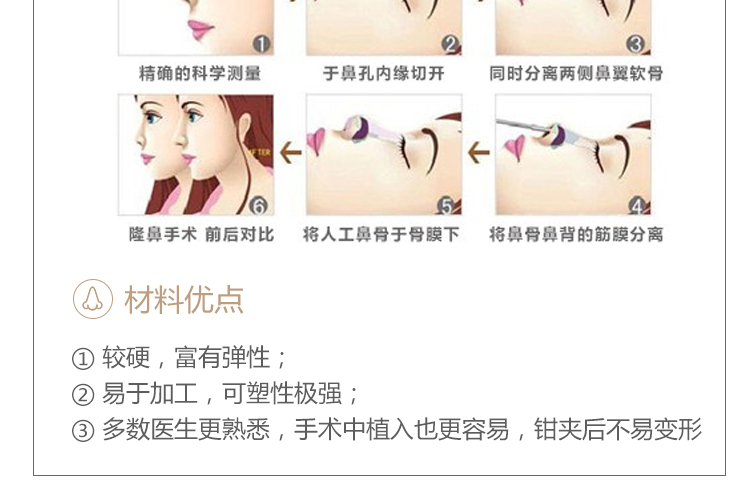 ① ② ③
精确的科学测量 于鼻孔内缘切开 同时分离两侧鼻翼软骨
AFTER
⑥ ⑤ ④
隆鼻手术 前后对比 将人工鼻骨于骨膜下 将鼻骨鼻背的筋膜分离
材料优点
① 较硬，富有弹性；
② 易于加工，可塑性极强；
③ 多数医生更熟悉，手术中植入也更容易，钳夹后不易变形